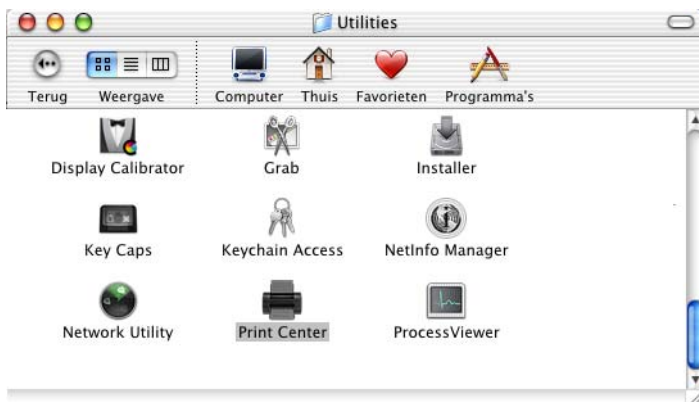 Utilities
Terug Weergave Computer Thuis Favorieten Programma's
Display Calibrator Grab Installer
Key Caps Keychain Access NetInfo Manager
Network Utility Print Center ProcessViewer